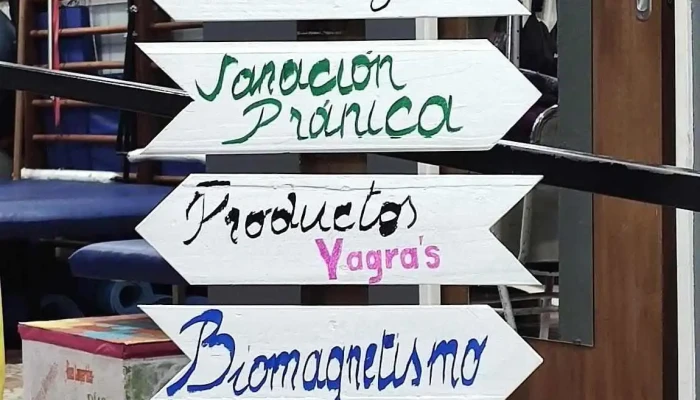 Sanación
Pránica
Productos
Yagra's
Biomagnetismo